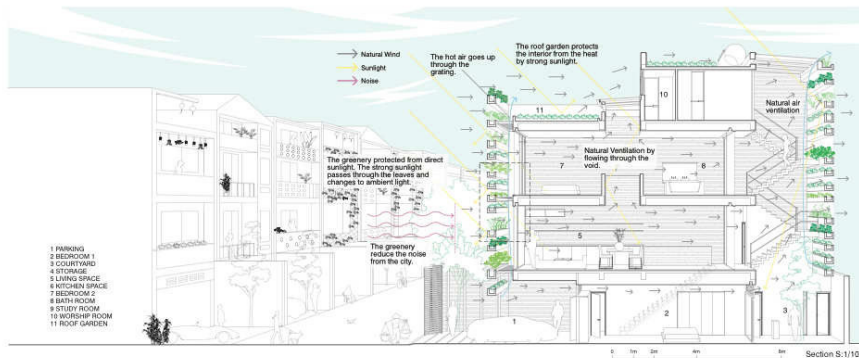 Natural Wind
Sunlight
Noise
The hot air goes up
through the
grating.
The roof garden protects
the interior from the heat
by strong sunlight.
Natural air
ventilation
10
11
The greenery protected from direct
sunlight. The strong sunlight
passes through the leaves and
changes to ambient light.
Natural Ventilation by
flowing through the
void.
7
8
5
The greenery
reduce the noise
from the city.
1 PARKING
2 BEDROOM 1
3 COURTYARD
4 STORAGE
5 LIVING SPACE
6 KITCHEN SPACE
7 BEDROOM 2
8 BATH ROOM
9 STUDY ROOM
10 WORSHIP ROOM
11 ROOF GARDEN
1
2
3
0 1m 2m 4m 8m
Section S:1/10